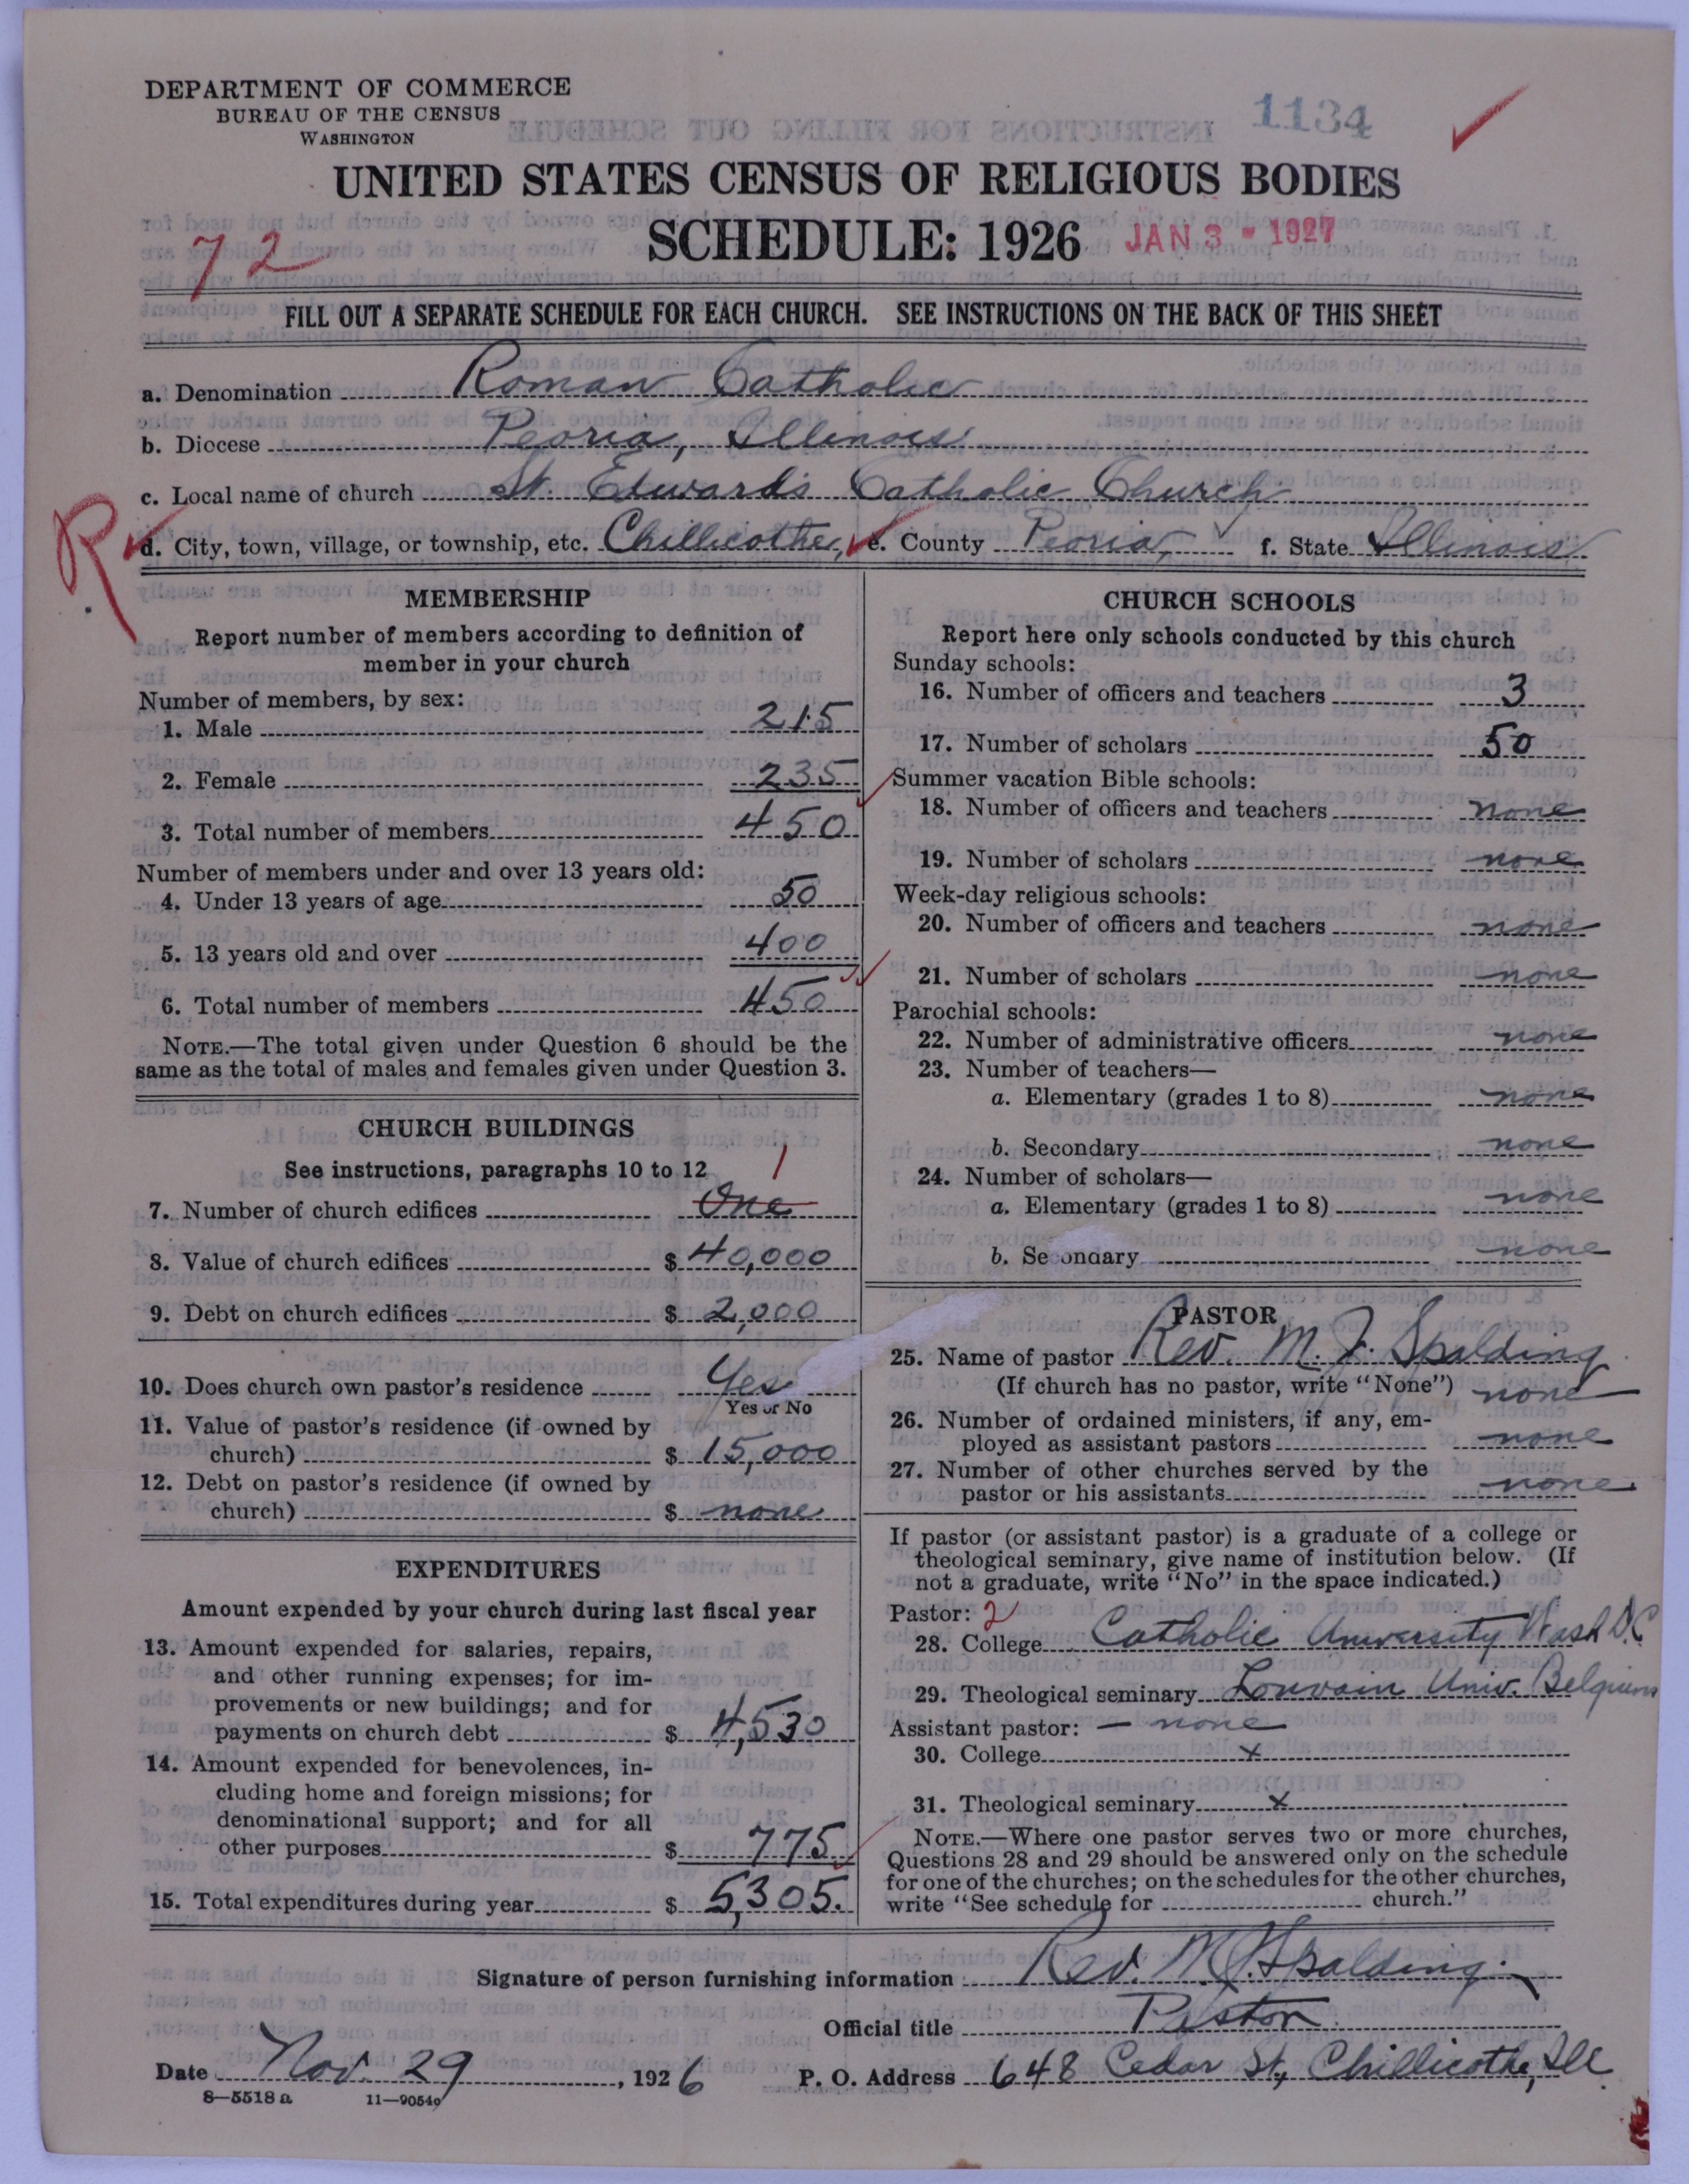 DEPARTMENT OF COMMERCE
BUREAU OF THE CENSUS
WASHINGTON
1134
UNITED STATES CENSUS OF RELIGIOUS BODIES
SCHEDULE: 1926
JAN 3 - 1927
72
FILL OUT A SEPARATE SCHEDULE FOR EACH CHURCH. SEE INSTRUCTIONS ON THE BACK OF THIS SHEET
a. Denomination Roman Catholic
b. Diocese Peoria, Illinois
c. Local name of church St. Edward's Catholic Church
R
d. City, town, village, or township, etc. Chillicothe, e. County Peoria, f. State Illinois
MEMBERSHIP
Report number of members according to definition of
member in your church
Number of members, by sex:
1. Male 215
2. Female 235
3. Total number of members 450
Number of members under and over 13 years old:
4. Under 13 years of age 50
5. 13 years old and over 400
6. Total number of members 450
NOTE.—The total given under Question 6 should be the
same as the total of males and females given under Question 3.
CHURCH BUILDINGS
See instructions, paragraphs 10 to 12
1
7. Number of church edifices One
8. Value of church edifices $ 40,000
9. Debt on church edifices $ 2,000
10. Does church own pastor's residence Yes
Yes or No
11. Value of pastor's residence (if owned by
church) $ 15,000
12. Debt on pastor's residence (if owned by
church) $ none
EXPENDITURES
Amount expended by your church during last fiscal year
13. Amount expended for salaries, repairs,
and other running expenses; for im-
provements or new buildings; and for
payments on church debt $ 4,530
14. Amount expended for benevolences, in-
cluding home and foreign missions; for
denominational support; and for all
other purposes $ 775
15. Total expenditures during year $ 5,305.
CHURCH SCHOOLS
Report here only schools conducted by this church
Sunday schools:
16. Number of officers and teachers 3
17. Number of scholars 50
Summer vacation Bible schools:
18. Number of officers and teachers none
19. Number of scholars none
Week-day religious schools:
20. Number of officers and teachers none
21. Number of scholars none
Parochial schools:
22. Number of administrative officers none
23. Number of teachers—
a. Elementary (grades 1 to 8) none
b. Secondary none
24. Number of scholars—
a. Elementary (grades 1 to 8) none
b. Secondary none
PASTOR
25. Name of pastor Rev. M. J. Spalding
(If church has no pastor, write "None") none
26. Number of ordained ministers, if any, em-
ployed as assistant pastors none
27. Number of other churches served by the
pastor or his assistants none
If pastor (or assistant pastor) is a graduate of a college or
theological seminary, give name of institution below. (If
not a graduate, write "No" in the space indicated.)
Pastor: 2
28. College Catholic University Wash D.C
29. Theological seminary Louvain Univ. Belgium
Assistant pastor: — none
30. College x
31. Theological seminary x
NOTE.—Where one pastor serves two or more churches,
Questions 28 and 29 should be answered only on the schedule
for one of the churches; on the schedules for the other churches,
write "See schedule for church."
Signature of person furnishing information Rev. M. J. Spalding.
Official title Pastor
Date Nov. 29, 1926 P. O. Address 648 Cedar St., Chillicothe, Ill
8—5518 a 11—9054